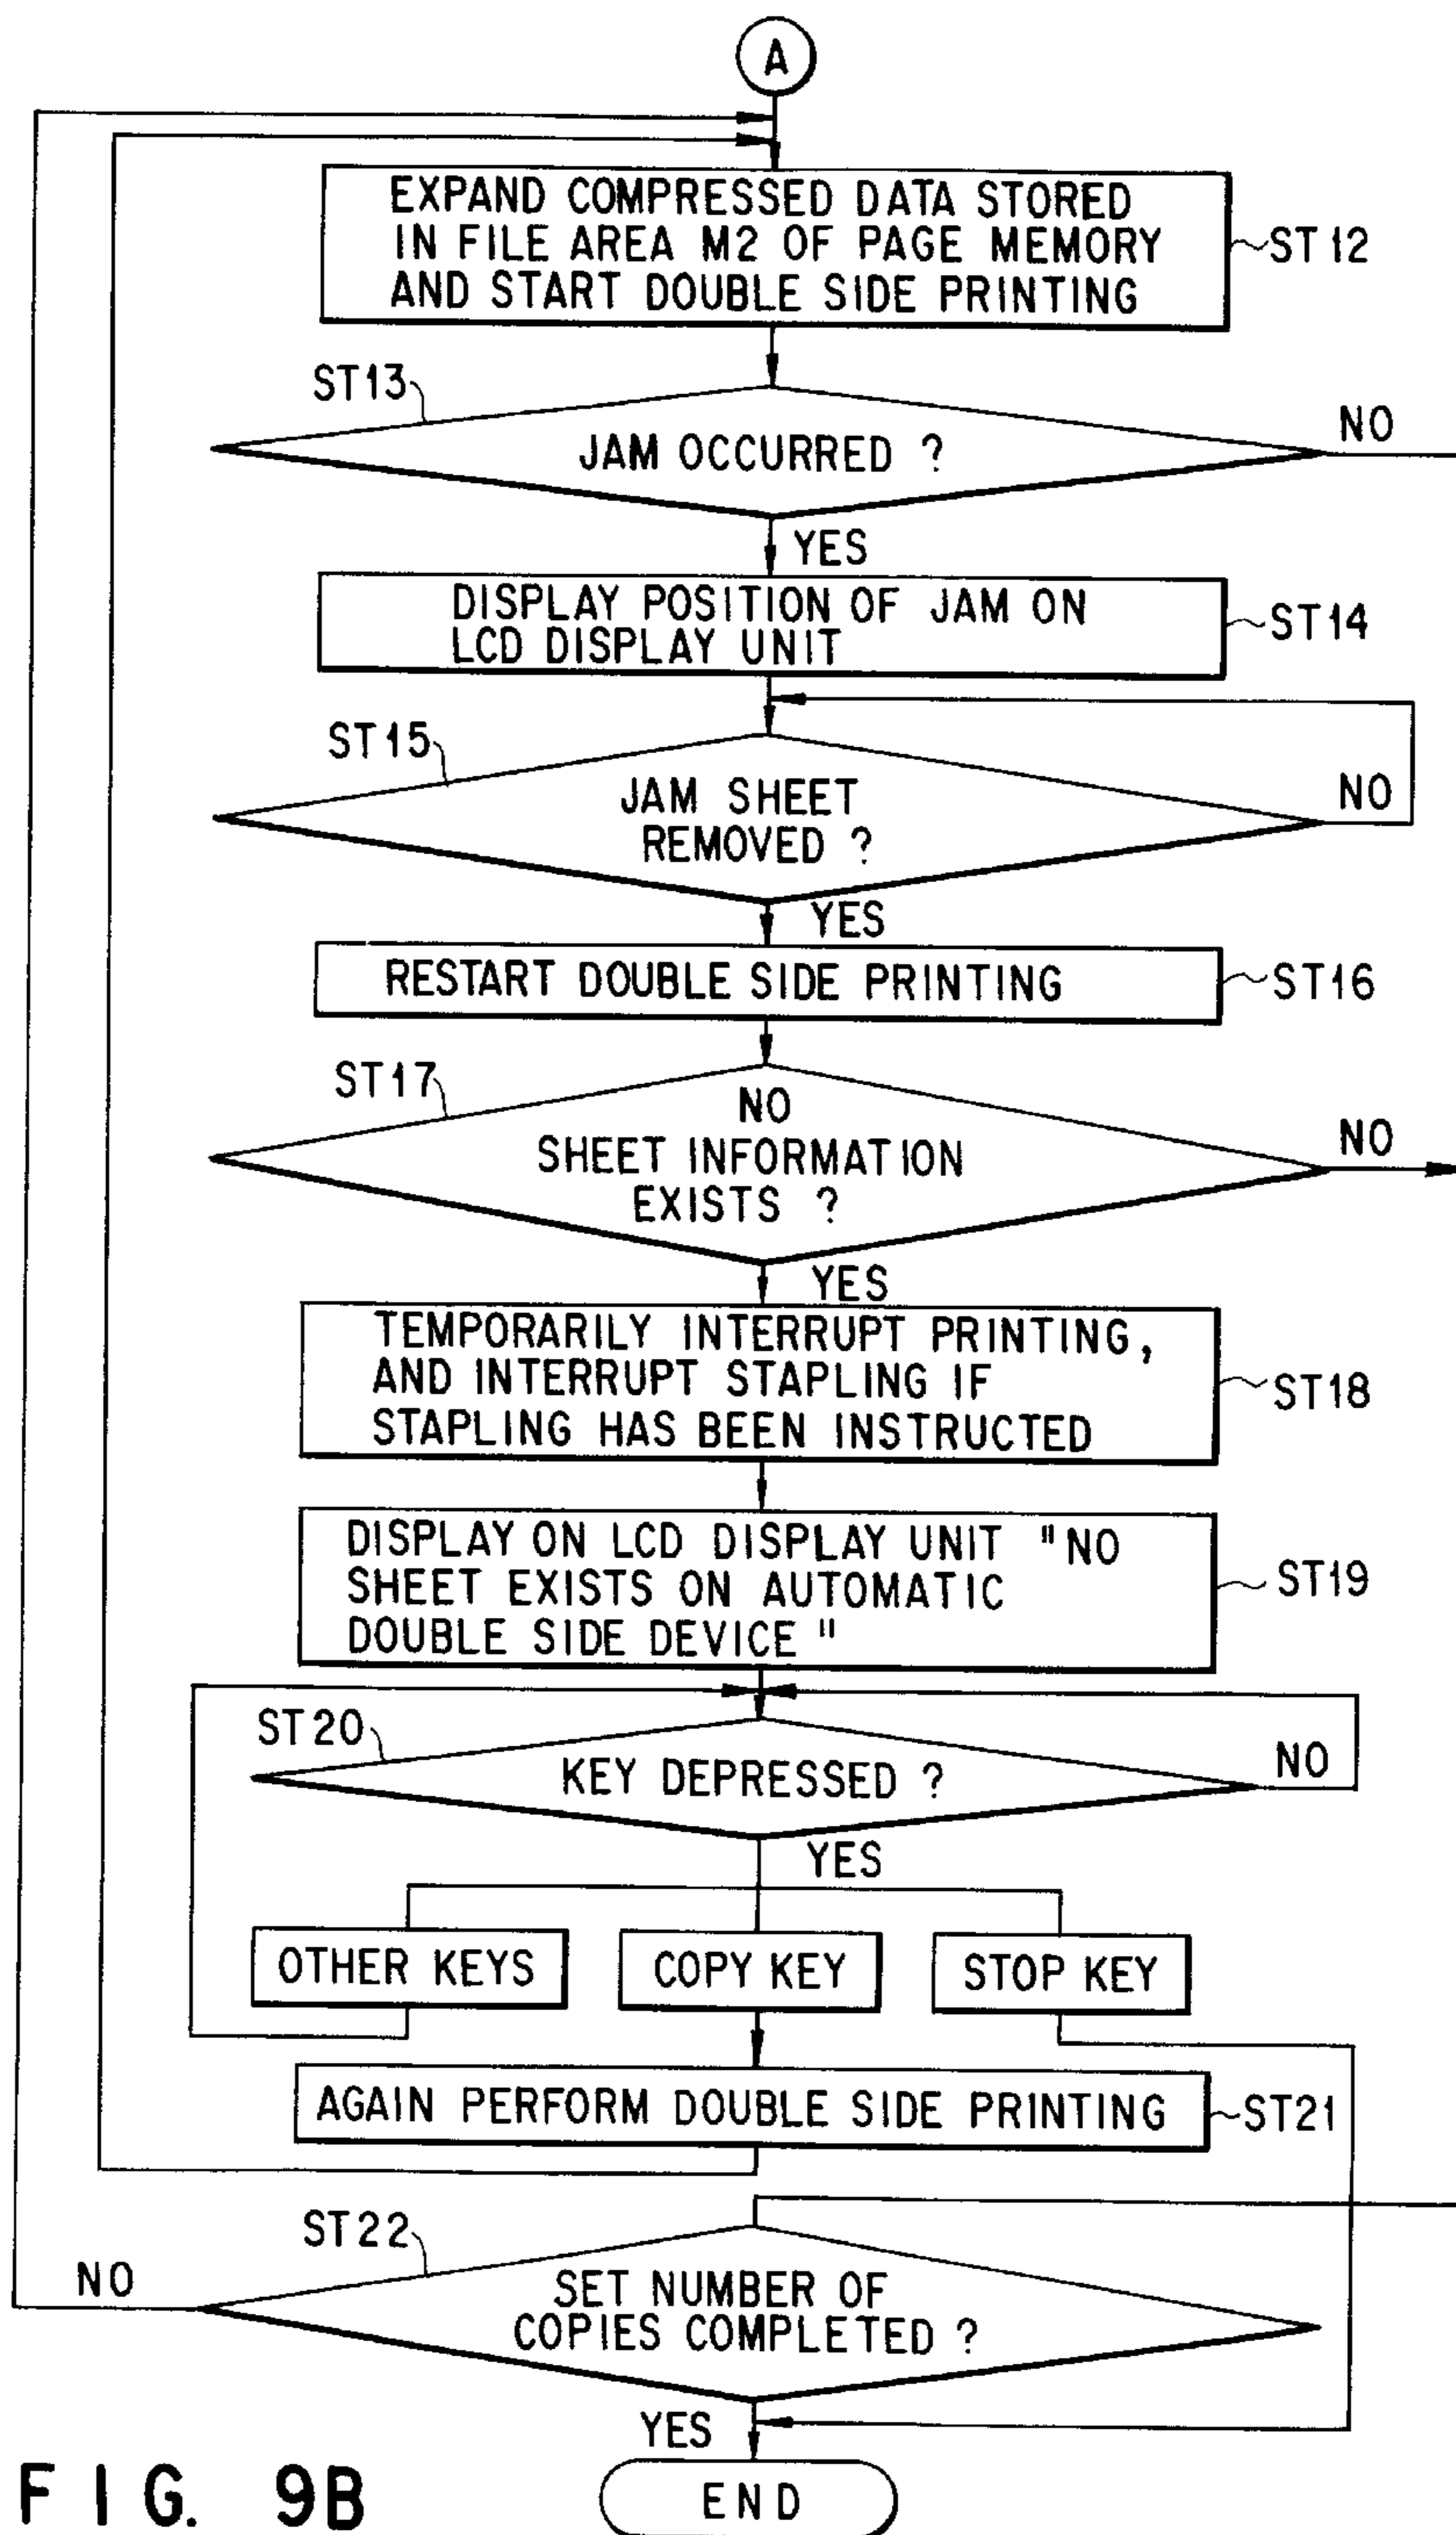 A
EXPAND COMPRESSED DATA STORED
IN FILE AREA M2 OF PAGE MEMORY
AND START DOUBLE SIDE PRINTING
ST12
ST13
JAM OCCURRED ?
NO
YES
DISPLAY POSITION OF JAM ON
LCD DISPLAY UNIT
ST14
ST15
JAM SHEET
REMOVED ?
NO
YES
RESTART DOUBLE SIDE PRINTING
ST16
ST17
NO
SHEET INFORMATION
EXISTS ?
NO
YES
TEMPORARILY INTERRUPT PRINTING,
AND INTERRUPT STAPLING IF
STAPLING HAS BEEN INSTRUCTED
ST18
DISPLAY ON LCD DISPLAY UNIT "NO
SHEET EXISTS ON AUTOMATIC
DOUBLE SIDE DEVICE"
ST19
ST20
KEY DEPRESSED ?
NO
YES
OTHER KEYS
COPY KEY
STOP KEY
AGAIN PERFORM DOUBLE SIDE PRINTING
ST21
ST22
NO
SET NUMBER OF
COPIES COMPLETED ?
YES
END
FIG. 9B